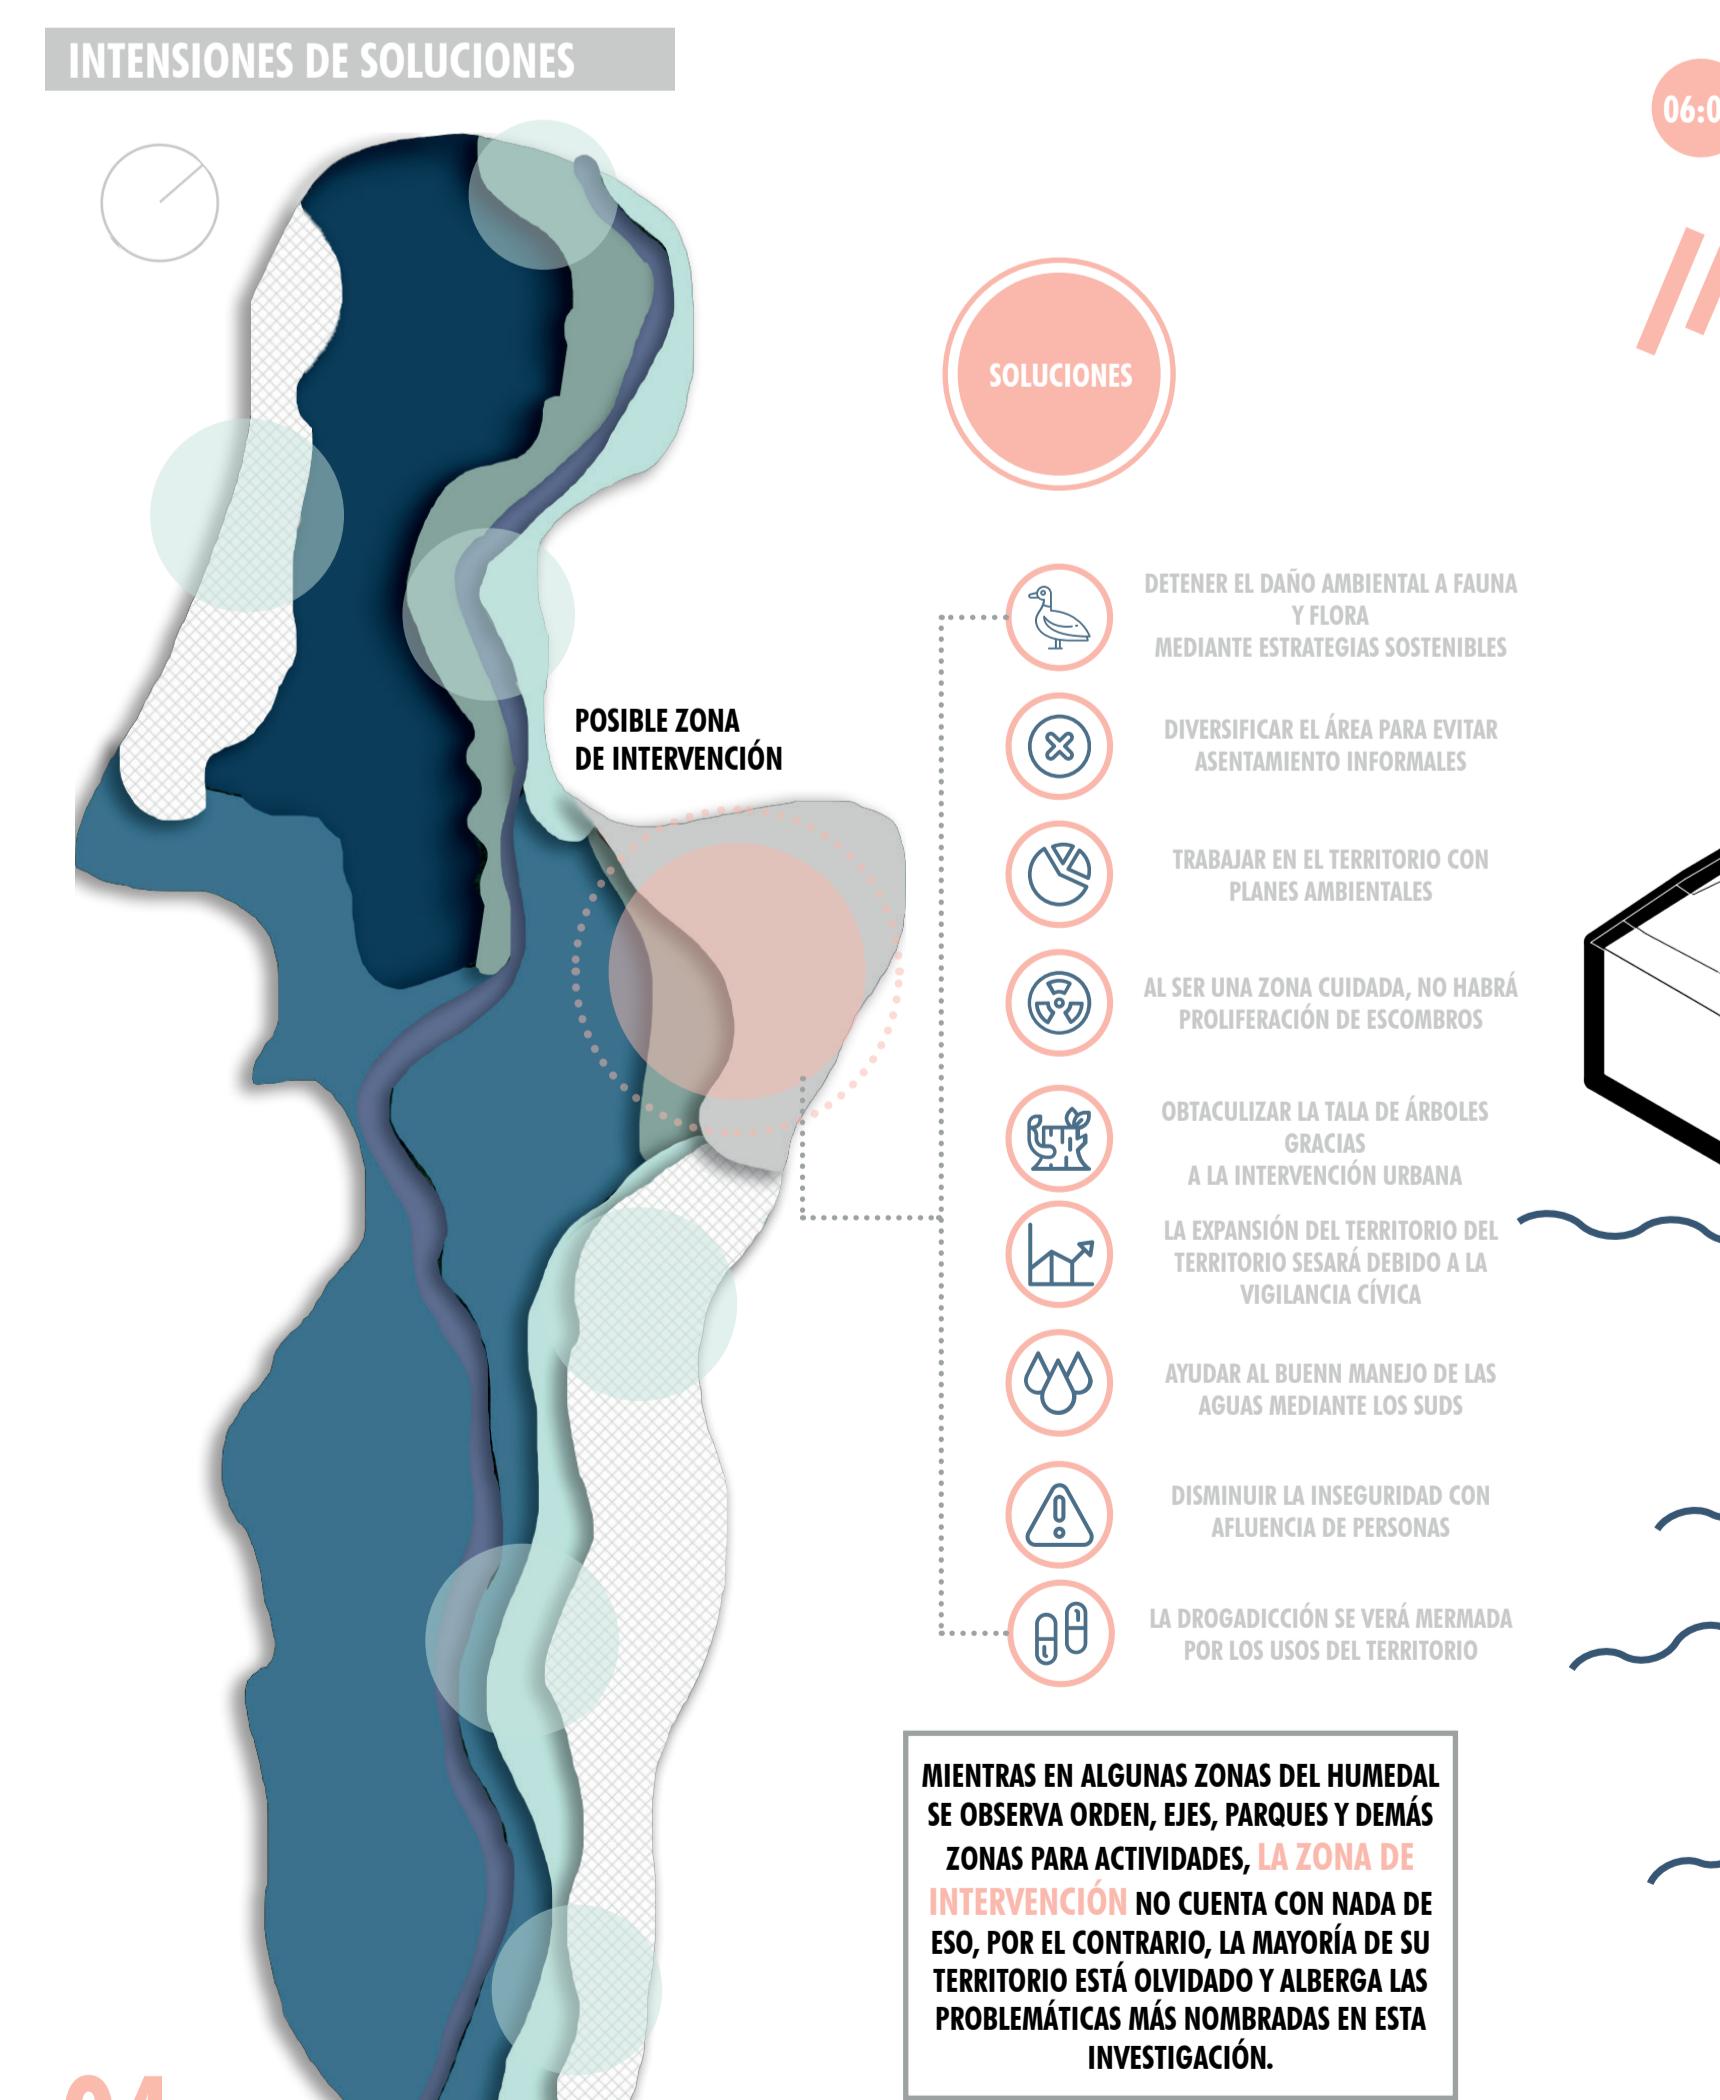 INTENSIONES DE SOLUCIONES
06:0
SOLUCIONES
DETENER EL DAÑO AMBIENTAL A FAUNA
Y FLORA
MEDIANTE ESTRATEGIAS SOSTENIBLES
POSIBLE ZONA
DE INTERVENCIÓN
DIVERSIFICAR EL ÁREA PARA EVITAR
ASENTAMIENTO INFORMALES
TRABAJAR EN EL TERRITORIO CON
PLANES AMBIENTALES
AL SER UNA ZONA CUIDADA, NO HABRÁ
PROLIFERACIÓN DE ESCOMBROS
OBTACULIZAR LA TALA DE ÁRBOLES
GRACIAS
A LA INTERVENCIÓN URBANA
LA EXPANSIÓN DEL TERRITORIO DEL
TERRITORIO SESARÁ DEBIDO A LA
VIGILANCIA CÍVICA
AYUDAR AL BUENN MANEJO DE LAS
AGUAS MEDIANTE LOS SUDS
DISMINUIR LA INSEGURIDAD CON
AFLUENCIA DE PERSONAS
LA DROGADICCIÓN SE VERÁ MERMADA
POR LOS USOS DEL TERRITORIO
MIENTRAS EN ALGUNAS ZONAS DEL HUMEDAL
SE OBSERVA ORDEN, EJES, PARQUES Y DEMÁS
ZONAS PARA ACTIVIDADES, LA ZONA DE
INTERVENCIÓN NO CUENTA CON NADA DE
ESO, POR EL CONTRARIO, LA MAYORÍA DE SU
TERRITORIO ESTÁ OLVIDADO Y ALBERGA LAS
PROBLEMÁTICAS MÁS NOMBRADAS EN ESTA
INVESTIGACIÓN.